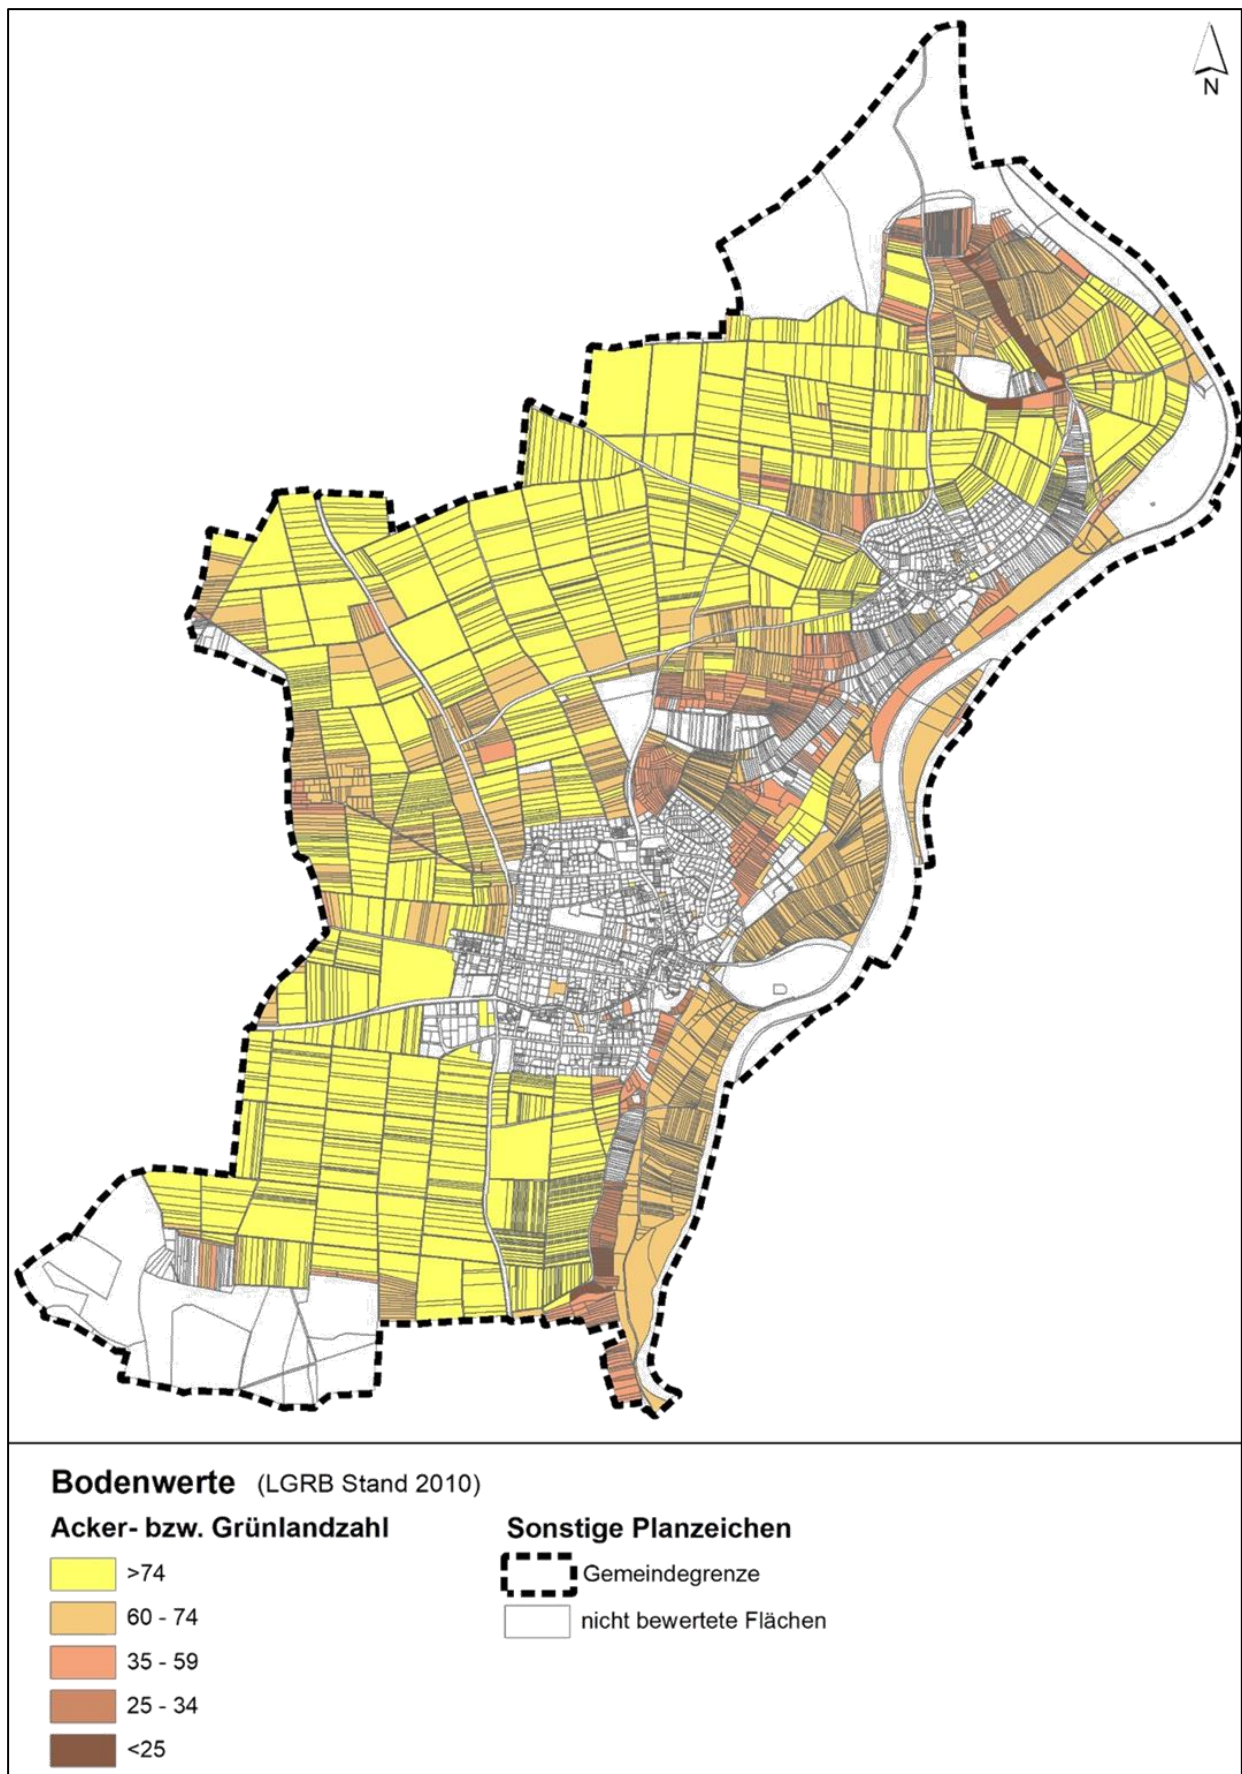 N
Bodenwerte (LGRB Stand 2010)
Acker- bzw. Grünlandzahl
>74
60 - 74
35 - 59
25 - 34
<25
Sonstige Planzeichen
Gemeindegrenze
nicht bewertete Flächen